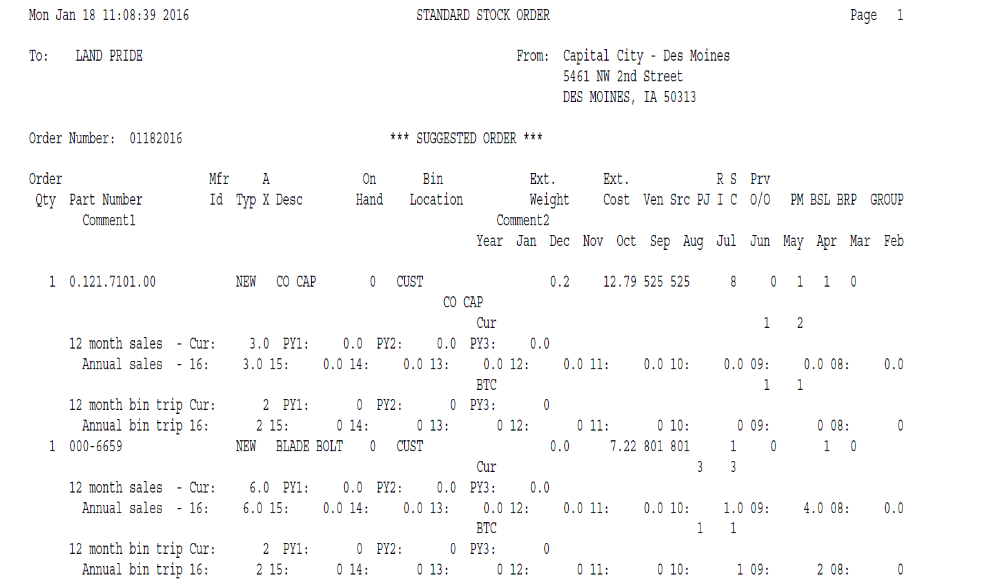 Mon Jan 18 11:08:39 2016 STANDARD STOCK ORDER Page 1
To: LAND PRIDE From: Capital City - Des Moines
5461 NW 2nd Street
DES MOINES, IA 50313
Order Number: 01182016 *** SUGGESTED ORDER ***
Order Mfr A On Bin Ext. Ext. R S Prv
Qty Part Number Id Typ X Desc Hand Location Weight Cost Ven Src PJ I C O/O PM BSL BRP GROUP
Comment1 Comment2
Year Jan Dec Nov Oct Sep Aug Jul Jun May Apr Mar Feb
1 0.121.7101.00 NEW CO CAP 0 CUST 0.2 12.79 525 525 8 0 1 1 0
CO CAP
Cur 1 2
12 month sales - Cur: 3.0 PY1: 0.0 PY2: 0.0 PY3: 0.0
Annual sales - 16: 3.0 15: 0.0 14: 0.0 13: 0.0 12: 0.0 11: 0.0 10: 0.0 09: 0.0 08: 0.0
BTC 1 1
12 month bin trip Cur: 2 PY1: 0 PY2: 0 PY3: 0
Annual bin trip 16: 2 15: 0 14: 0 13: 0 12: 0 11: 0 10: 0 09: 0 08: 0
1 000-6659 NEW BLADE BOLT 0 CUST 0.0 7.22 801 801 1 0 1 0
Cur 3 3
12 month sales - Cur: 6.0 PY1: 0.0 PY2: 0.0 PY3: 0.0
Annual sales - 16: 6.0 15: 0.0 14: 0.0 13: 0.0 12: 0.0 11: 0.0 10: 1.0 09: 4.0 08: 0.0
BTC 1 1
12 month bin trip Cur: 2 PY1: 0 PY2: 0 PY3: 0
Annual bin trip 16: 2 15: 0 14: 0 13: 0 12: 0 11: 0 10: 1 09: 2 08: 0